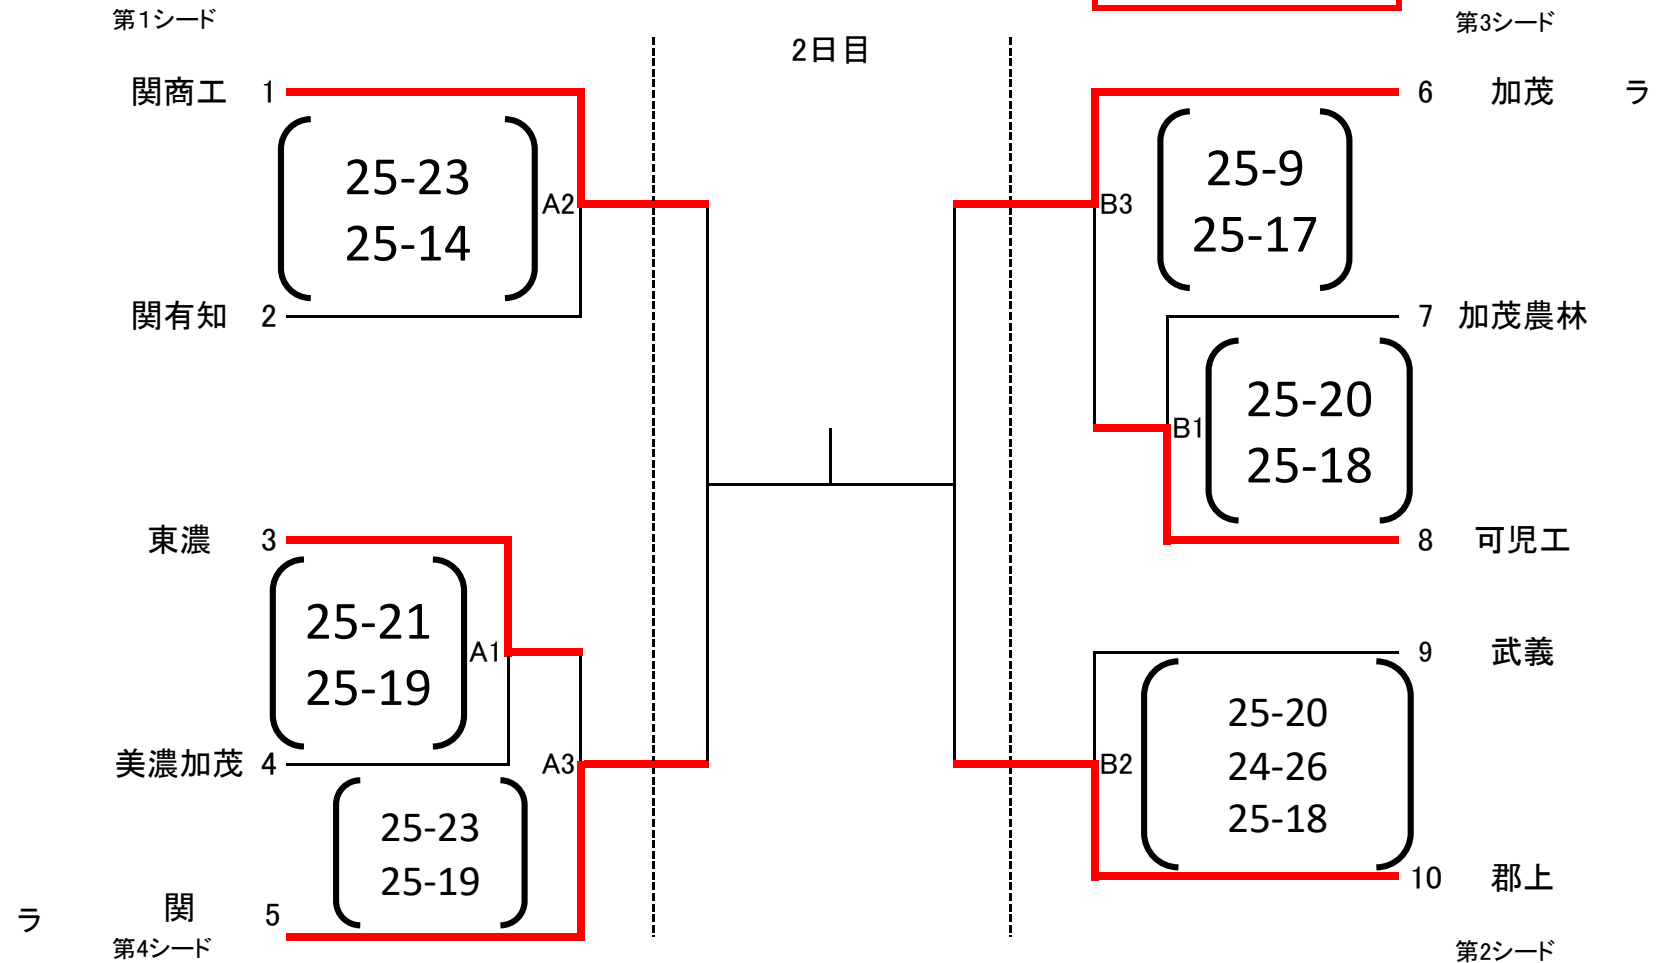 第1シード
第3シード
2日目
関商工 1
6 加茂 ラ
25-23
25-14
A2
25-9
25-17
B3
関有知 2
7 加茂農林
25-20
25-18
B1
東濃 3
8 可児工
25-21
25-19
A1
9 武義
25-20
24-26
25-18
B2
美濃加茂 4
A3
25-23
25-19
10 郡上
ラ 関 5
第4シード
第2シード